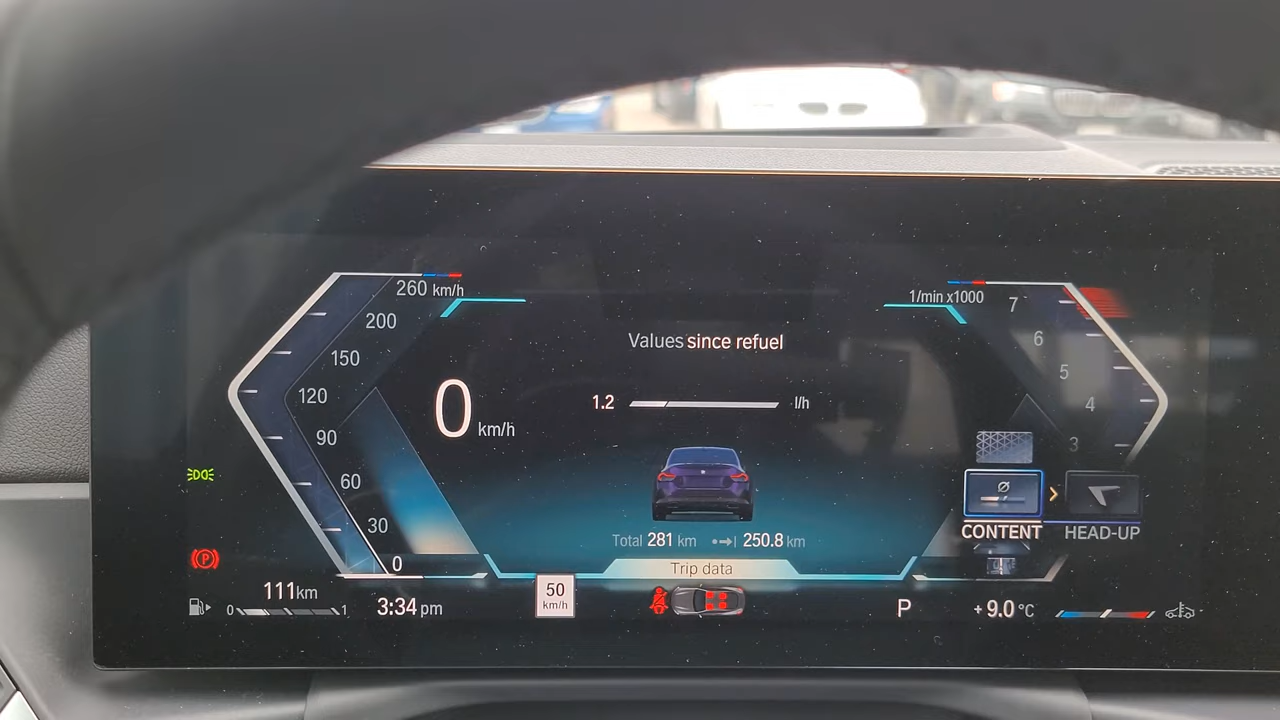 260 km/h
200
150
120
90
60
30
0
0 km/h
Values since refuel
1.2 l/h
Total 281 km 250.8 km
Trip data
1/min x1000
7
6
5
4
3
CONTENT
HEAD-UP
P
111 km
0 1
3:34 pm
50
km/h
P
+9.0 °C